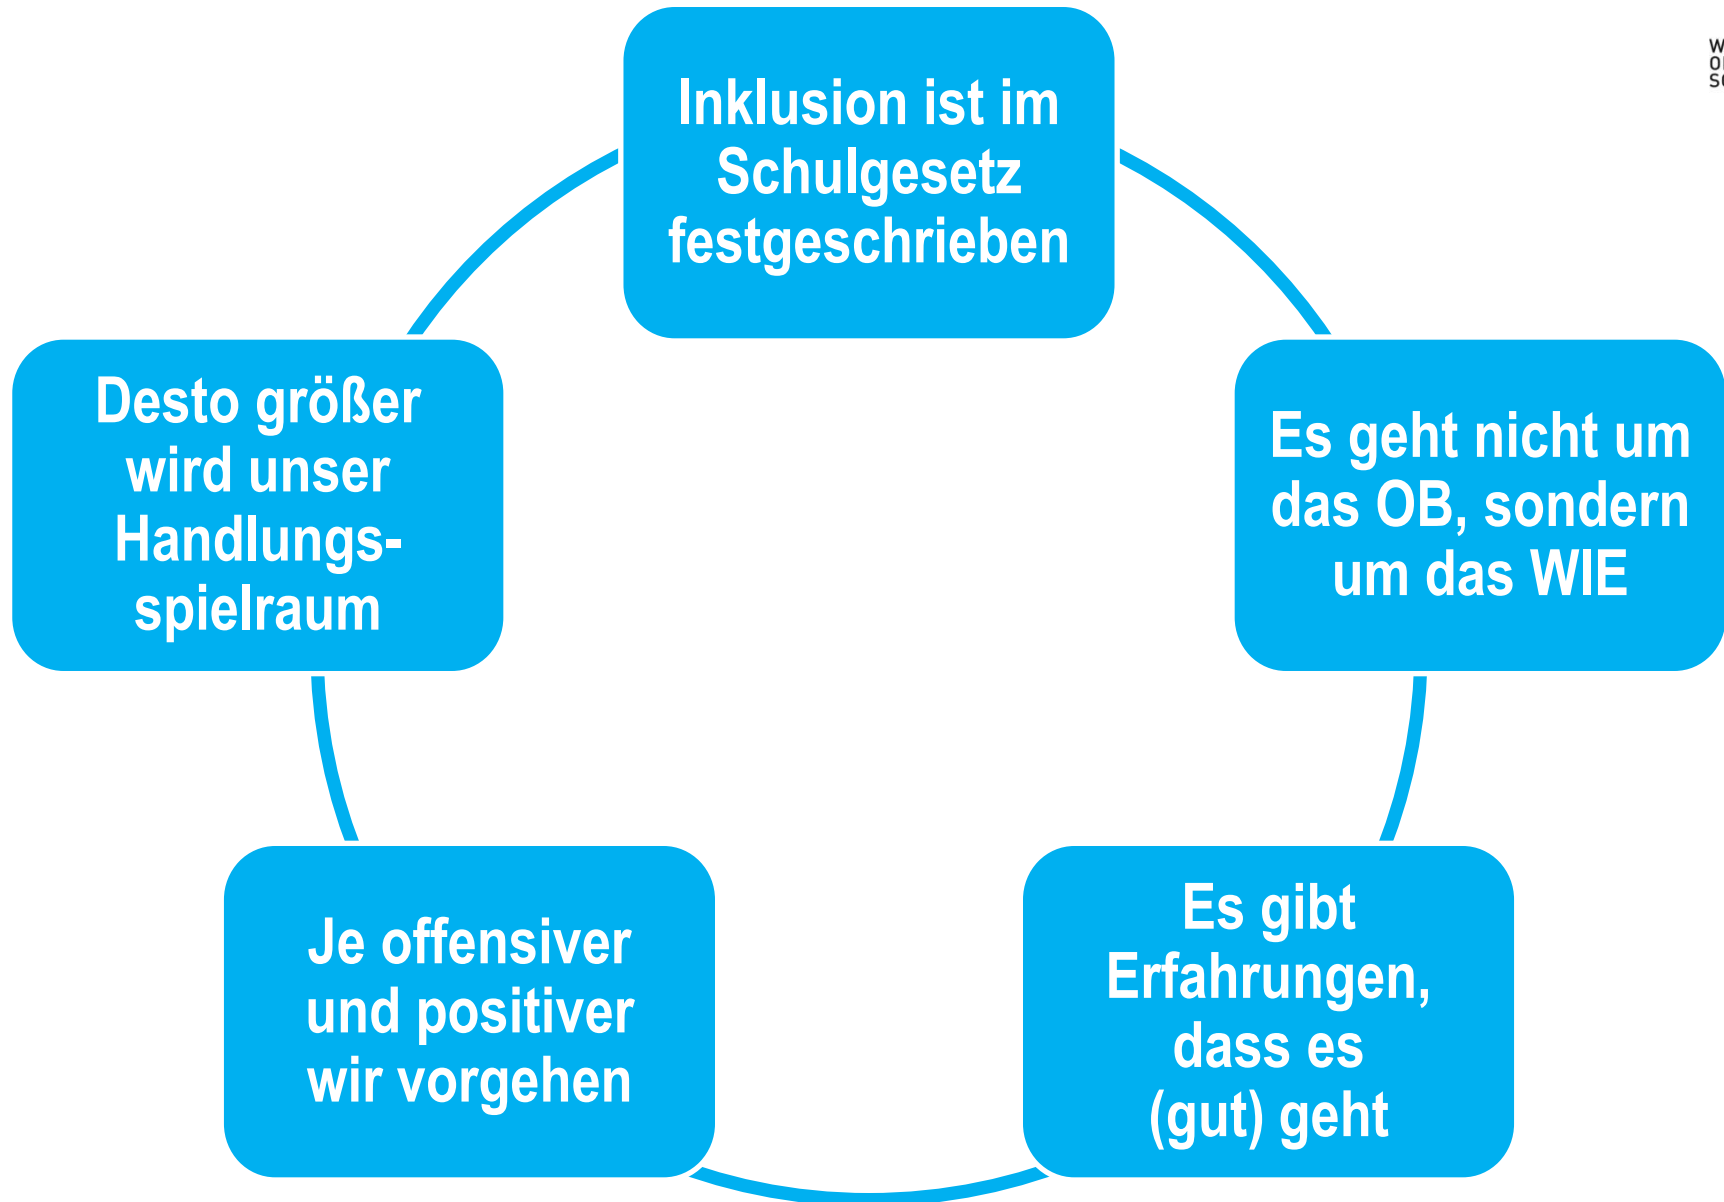 Inklusion ist im
Schulgesetz
festgeschrieben
Es geht nicht um
das OB, sondern
um das WIE
Es gibt
Erfahrungen,
dass es
(gut) geht
Je offensiver
und positiver
wir vorgehen
Desto größer
wird unser
Handlungs-
spielraum